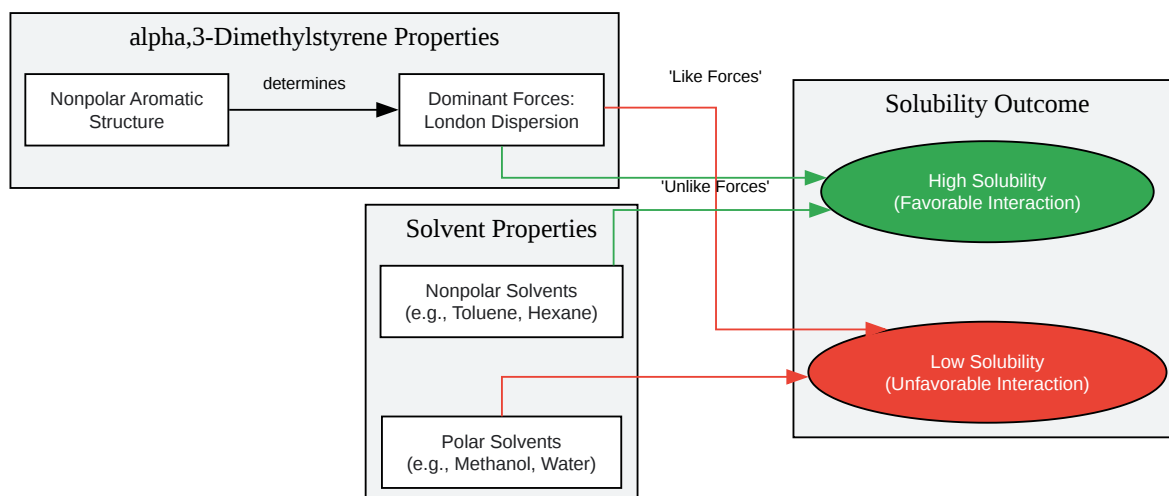 alpha,3-Dimethylstyrene Properties
Nonpolar Aromatic
Structure
determines
Dominant Forces:
London Dispersion
'Like Forces'
'Unlike Forces'
Solvent Properties
Nonpolar Solvents
(e.g., Toluene, Hexane)
Polar Solvents
(e.g., Methanol, Water)
Solubility Outcome
High Solubility
(Favorable Interaction)
Low Solubility
(Unfavorable Interaction)